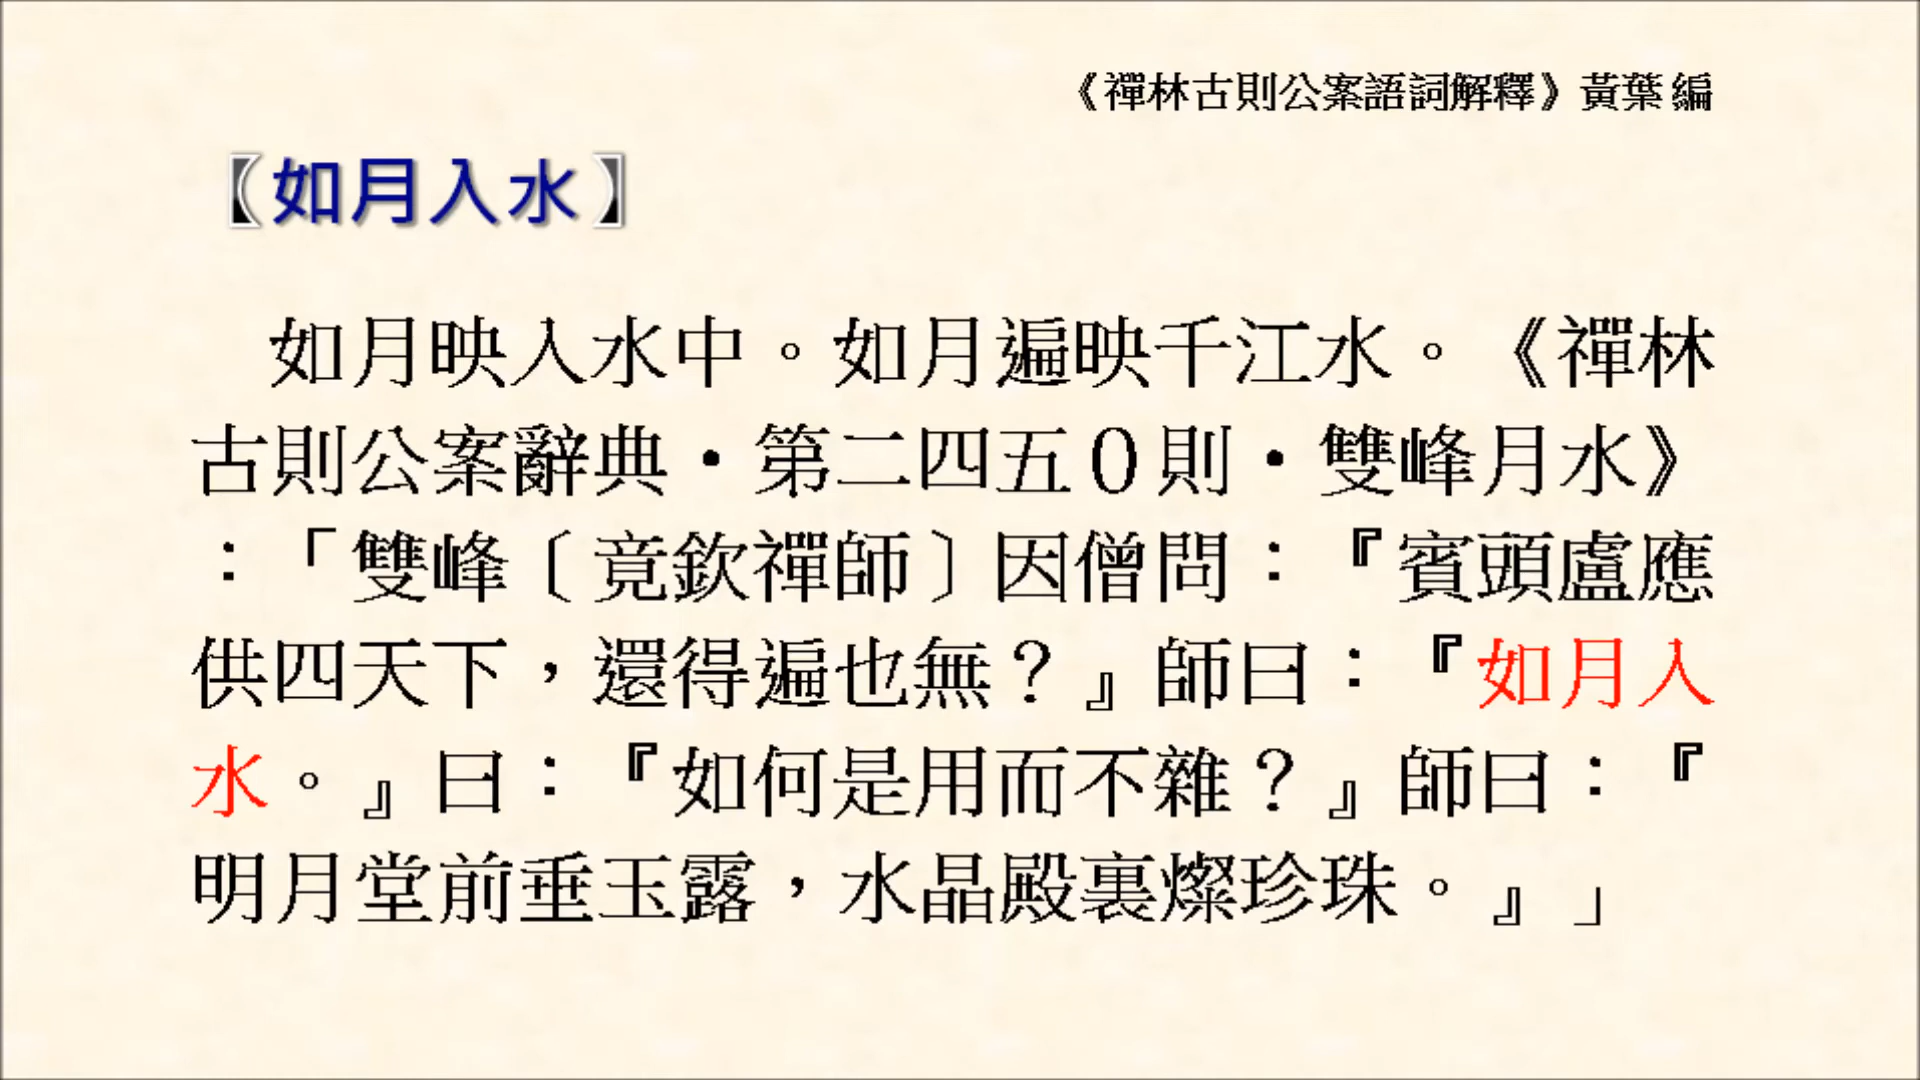 《禪林古則公案語詞解釋》黃葉 編
〖如月入水〗
如月映入水中。如月遍映千江水。《禪林
古則公案辭典・第二四五０則・雙峰月水》
：「雙峰〔竟欽禪師〕因僧問：『賓頭盧應
供四天下，還得遍也無？』師曰：『如月入
水。』曰：『如何是用而不雜？』師曰：『
明月堂前垂玉露，水晶殿裏燦珍珠。』」